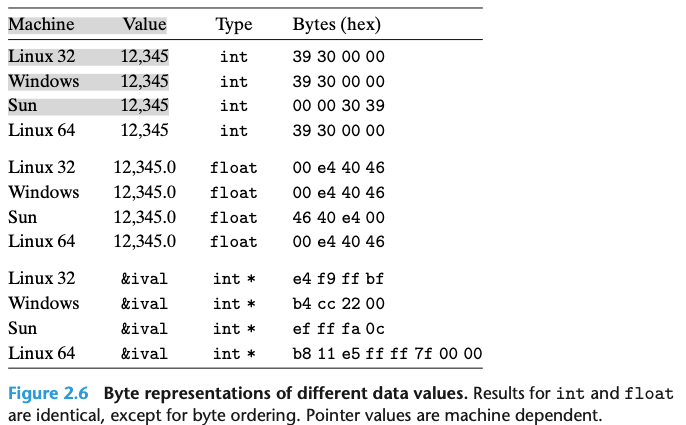 Machine Value Type Bytes (hex)
Linux 32 12,345 int 39 30 00 00
Windows 12,345 int 39 30 00 00
Sun 12,345 int 00 00 30 39
Linux 64 12,345 int 39 30 00 00
Linux 32 12,345.0 float 00 e4 40 46
Windows 12,345.0 float 00 e4 40 46
Sun 12,345.0 float 46 40 e4 00
Linux 64 12,345.0 float 00 e4 40 46
Linux 32 &ival int * e4 f9 ff bf
Windows &ival int * b4 cc 22 00
Sun &ival int * ef ff fa 0c
Linux 64 &ival int * b8 11 e5 ff ff 7f 00 00
Figure 2.6 Byte representations of different data values. Results for int and float
are identical, except for byte ordering. Pointer values are machine dependent.